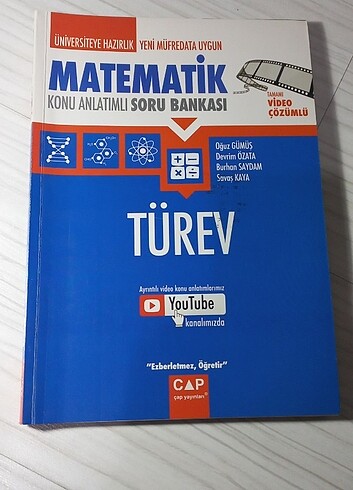 ÜNİVERSİTEYE HAZIRLIK YENİ MÜFREDATA UYGUN
MATEMATİK
KONU ANLATIMLI SORU BANKASI
TAMAMI
VİDEO
ÇÖZÜMLÜ
Oğuz GÜMÜŞ
Devrim ÖZATA
Burhan SAYDAM
Savaş KAYA
TÜREV
Ayrıntılı video konu anlatımlarımız
YouTube
kanalımızda
"Ezberletmez, Öğretir"
ÇAP
çap yayınları